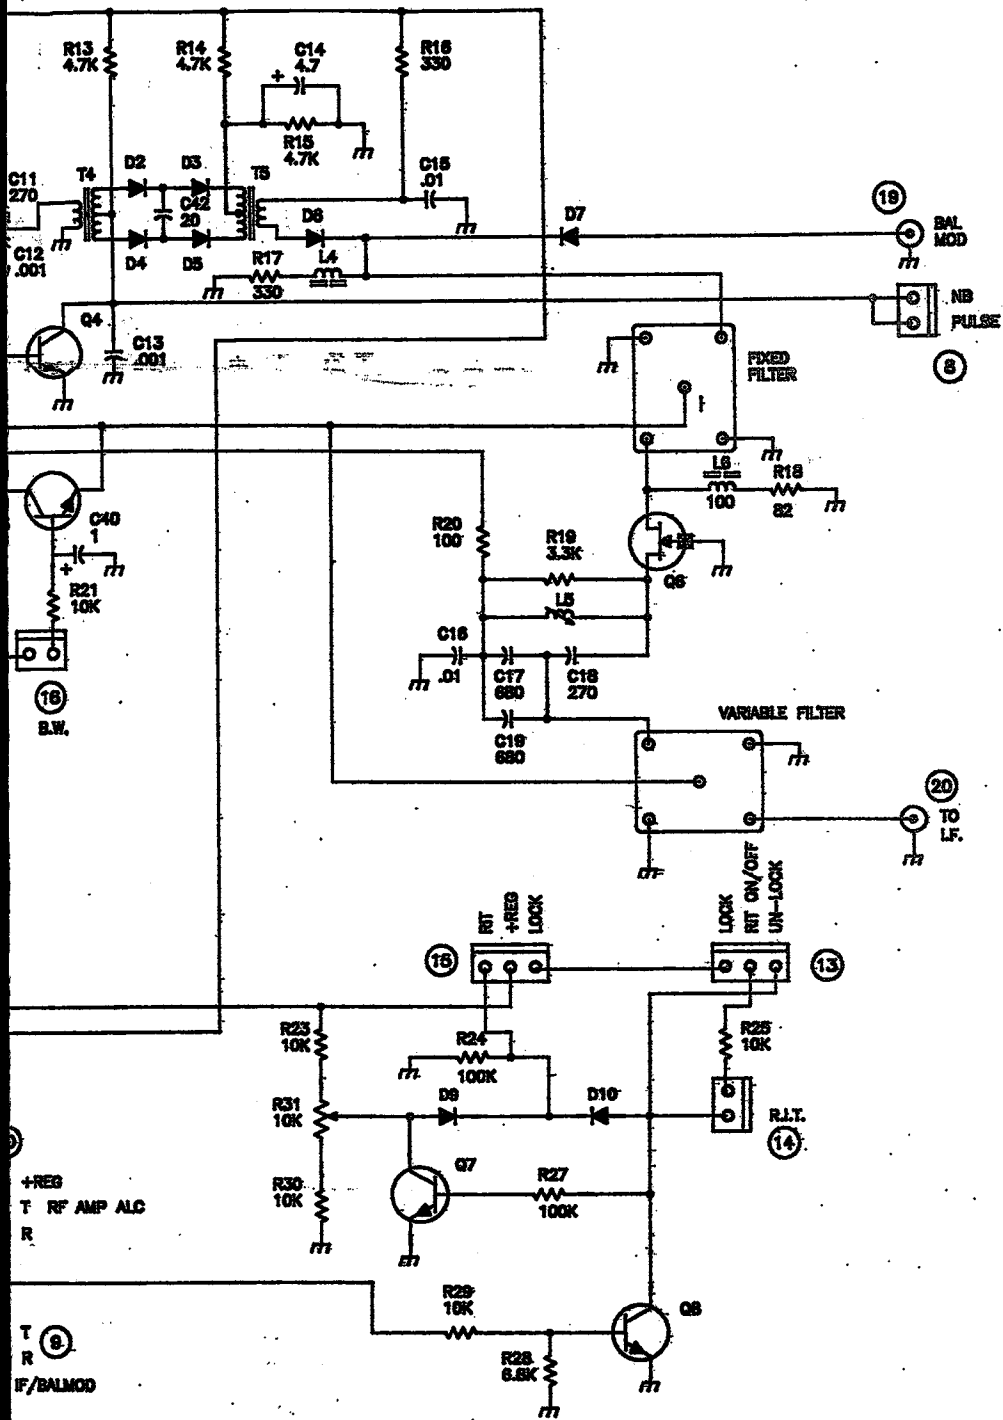 R13
4.7K
R14
4.7K
C14
4.7
+
R16
330
R15
4.7K
C11
270
T4
D2
D3
T5
C15
.01
C42
20
D6
D7
19
BAL
MOD
C12
.001
D4
D5
R17
330
L4
NB
PULSE
8
Q4
C13
.001
FIXED
FILTER
L6
100
R18
82
C40
1
+
R20
100
R19
3.3K
Q6
R21
10K
L5
C16
.01
C17
680
C18
270
16
B.W.
C19
680
VARIABLE FILTER
20
TO
I.F.
RIT
+REG
LOCK
LOCK
RIT ON/OFF
UN-LOCK
15
13
R23
10K
R24
100K
R25
10K
R31
10K
D9
D10
R.I.T.
14
+REG
T RF AMP ALC
R
R30
10K
Q7
R27
100K
R29
10K
Q8
T
R
IF/BALMOD
9
R28
6.8K